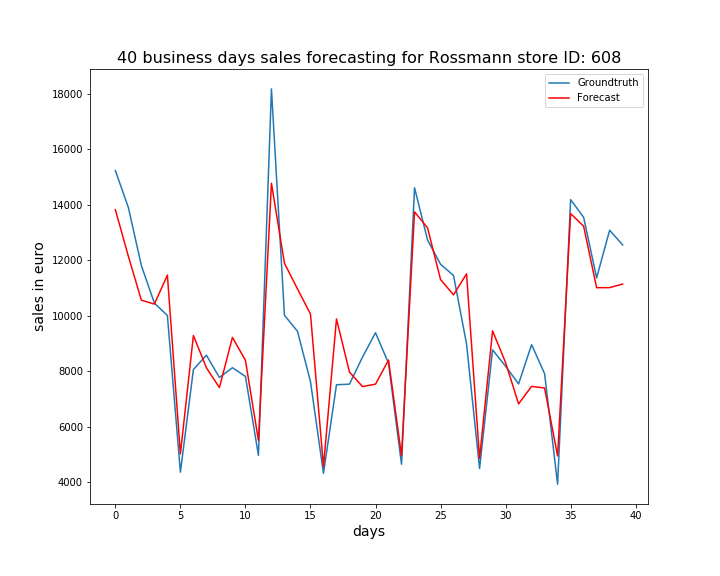 40 business days sales forecasting for Rossmann store ID: 608
Groundtruth
Forecast
18000
16000
14000
12000
10000
8000
6000
4000
sales in euro
0 5 10 15 20 25 30 35 40
days